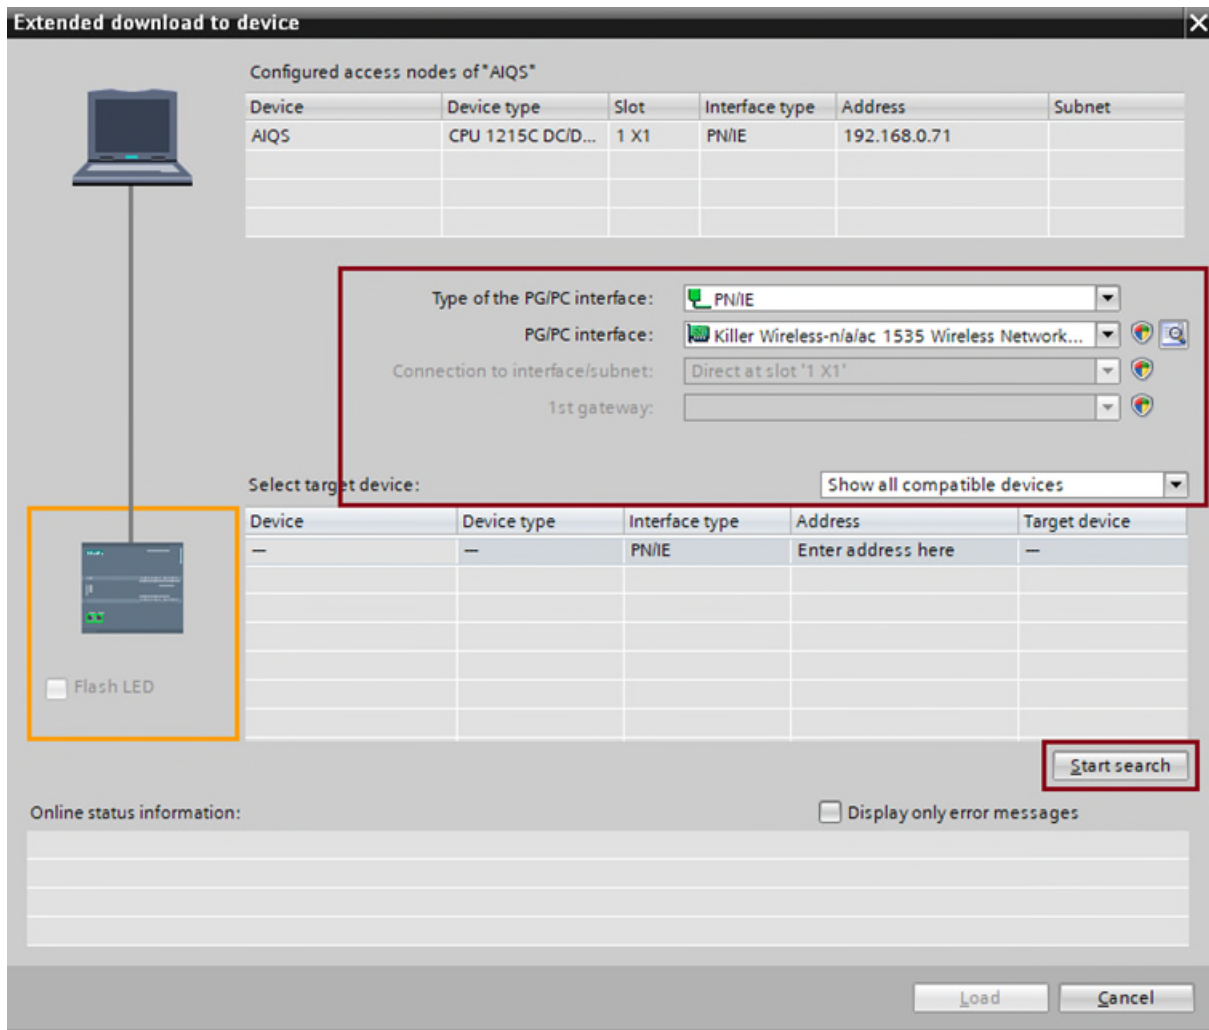 Extended download to device
Configured access nodes of "AIQS"
Device Device type Slot Interface type Address Subnet
AIQS CPU 1215C DC/D... 1 X1 PN/IE 192.168.0.71
Type of the PG/PC interface: PN/IE
PG/PC interface: Killer Wireless-n/a/ac 1535 Wireless Network...
Connection to interface/subnet: Direct at slot '1 X1'
1st gateway:
Select target device: Show all compatible devices
Device Device type Interface type Address Target device
— — PN/IE Enter address here —
Flash LED
Start search
Online status information: Display only error messages
Load Cancel